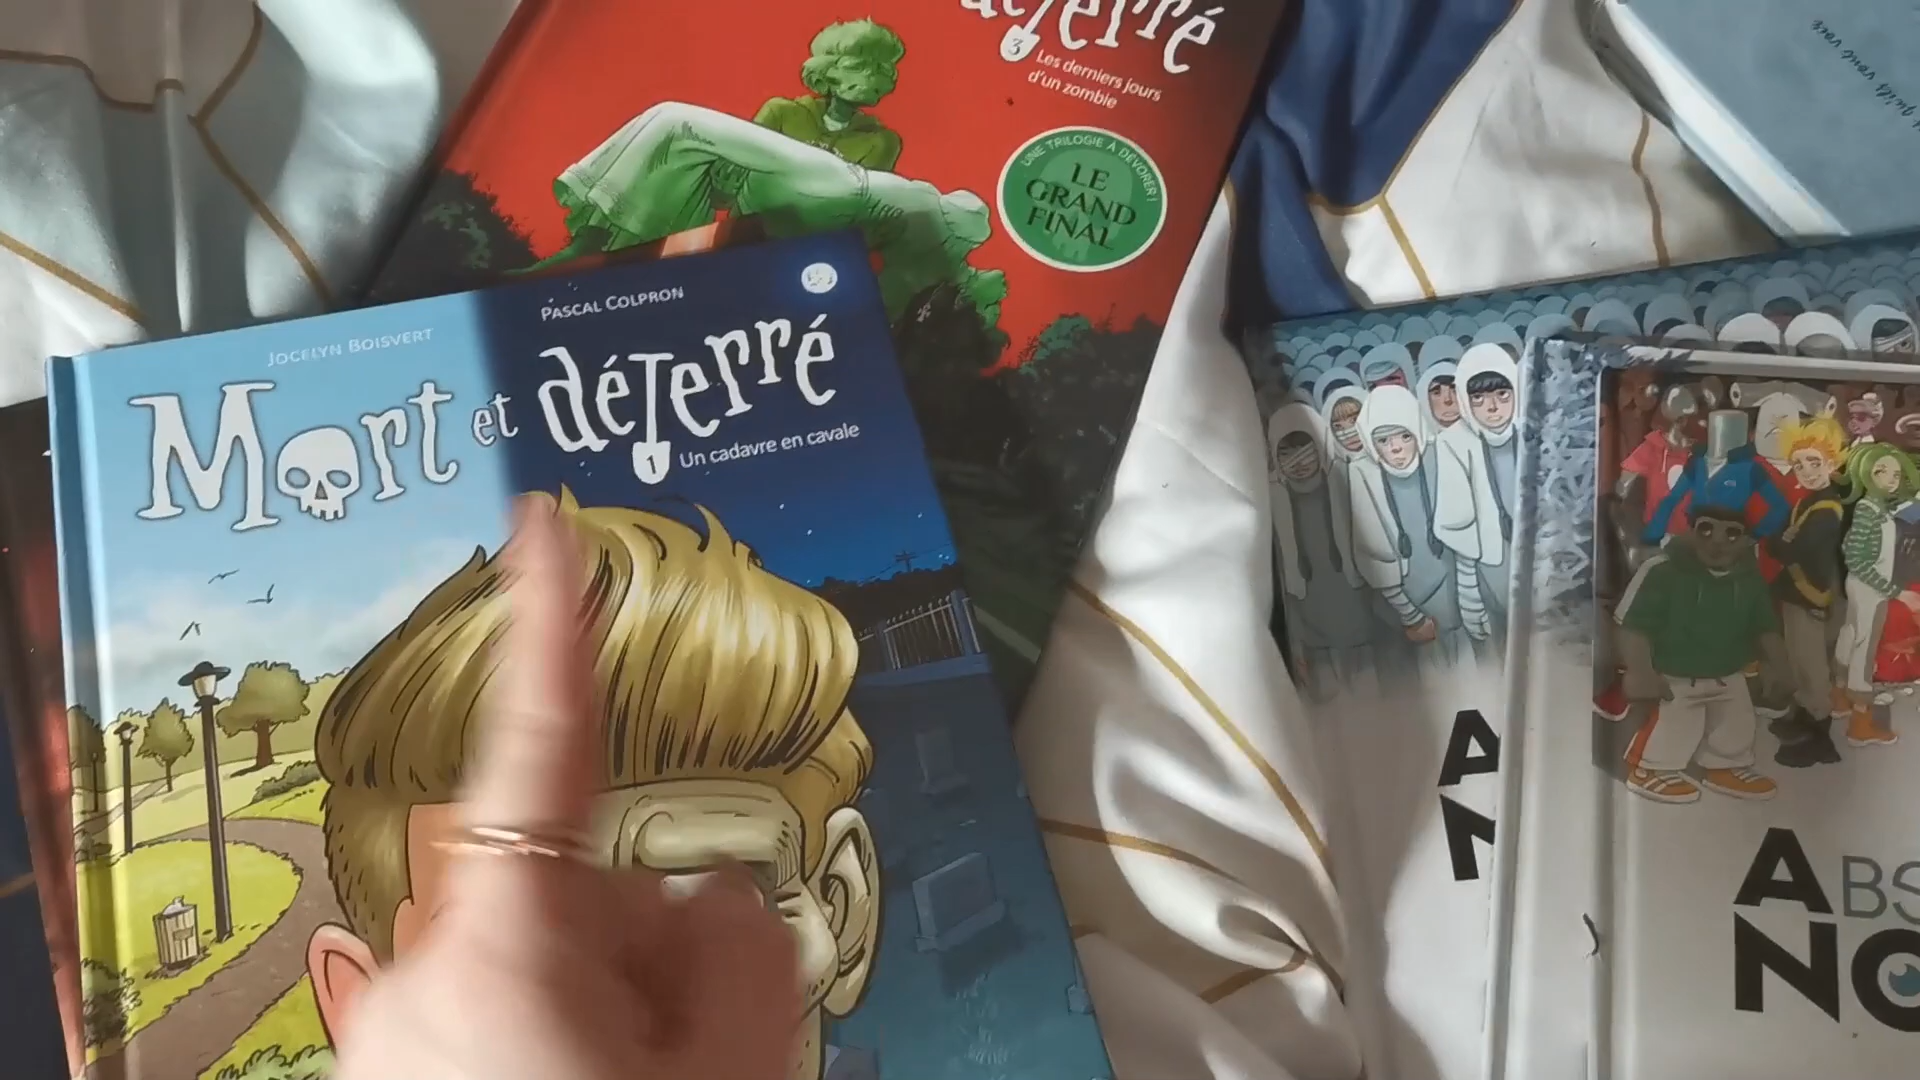 déterré
3
Les derniers jours
d'un zombie
UNE TRILOGIE À DÉVORER!
LE
GRAND
FINAL
JOCELYN BOISVERT
PASCAL COLPRON
Mort et déterré
1 Un cadavre en cavale
A
N
ABS
NO